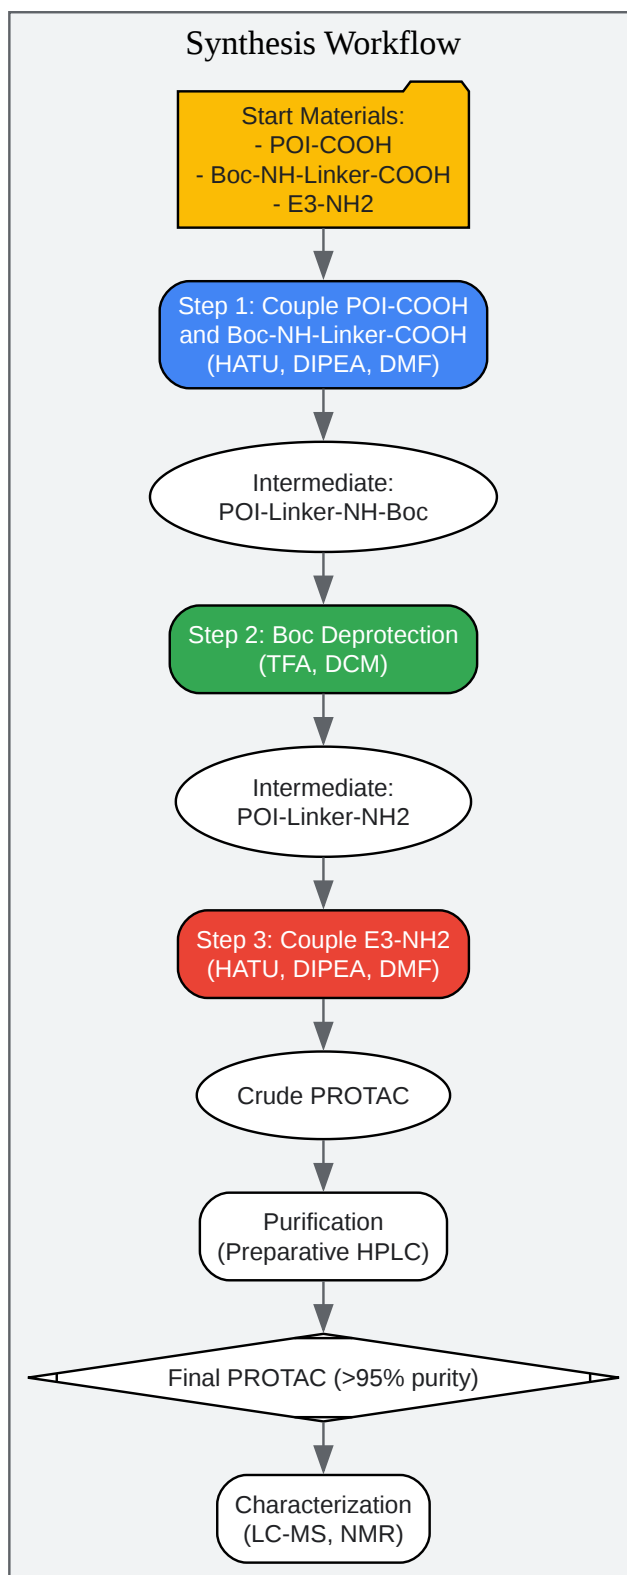 Synthesis Workflow
Start Materials:
- POI-COOH
- Boc-NH-Linker-COOH
- E3-NH2
Step 1: Couple POI-COOH
and Boc-NH-Linker-COOH
(HATU, DIPEA, DMF)
Intermediate:
POI-Linker-NH-Boc
Step 2: Boc Deprotection
(TFA, DCM)
Intermediate:
POI-Linker-NH2
Step 3: Couple E3-NH2
(HATU, DIPEA, DMF)
Crude PROTAC
Purification
(Preparative HPLC)
Final PROTAC (>95% purity)
Characterization
(LC-MS, NMR)